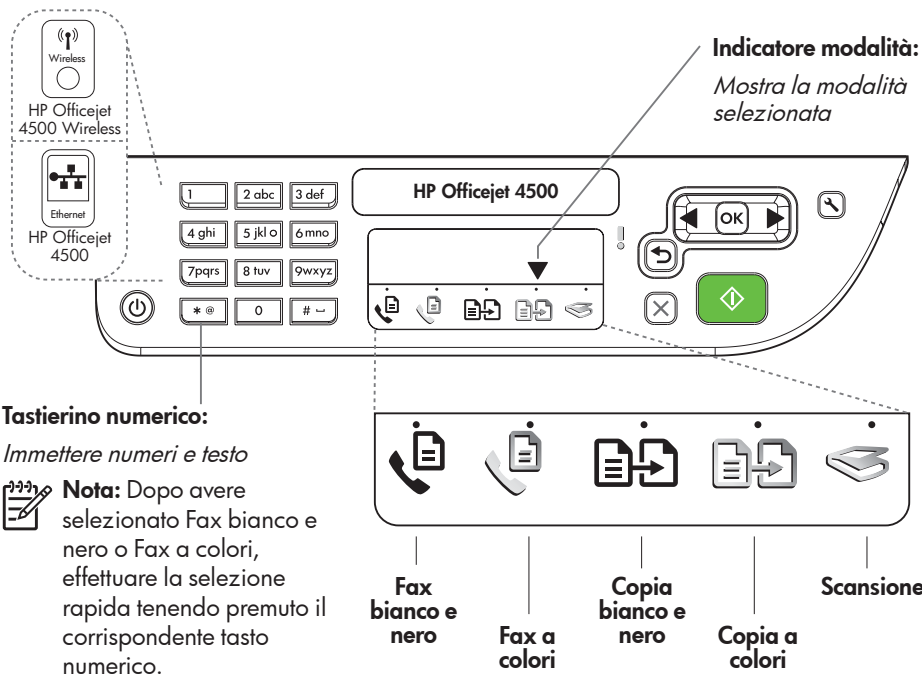 Wireless
HP Officejet
4500 Wireless
Ethernet
HP Officejet
4500
Indicatore modalità:
Mostra la modalità
selezionata
HP Officejet 4500
1
2 abc
3 def
4 ghi
5 jkl o
6 mno
7pqrs
8 tuv
9wxyz
* @
0
# ⌴
OK
Tastierino numerico:
Immettere numeri e testo
Nota: Dopo avere
selezionato Fax bianco e
nero o Fax a colori,
effettuare la selezione
rapida tenendo premuto il
corrispondente tasto
numerico.
Fax
bianco e
nero
Fax a
colori
Copia
bianco e
nero
Copia a
colori
Scansione